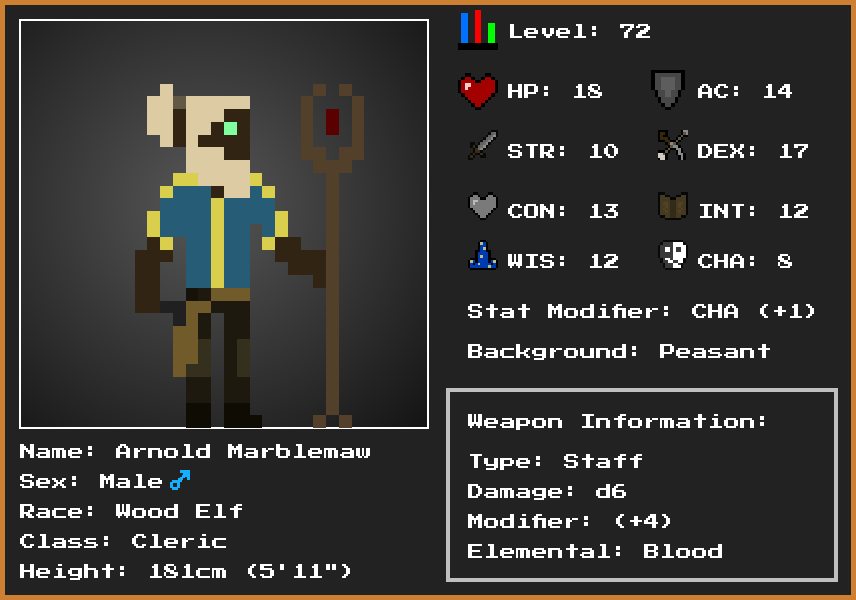 Level: 72
HP: 18 AC: 14
STR: 10 DEX: 17
CON: 13 INT: 12
WIS: 12 CHA: 8
Stat Modifier: CHA (+1)
Background: Peasant
Weapon Information:
Type: Staff
Damage: d6
Modifier: (+4)
Elemental: Blood
Name: Arnold Marblemaw
Sex: Male♂
Race: Wood Elf
Class: Cleric
Height: 181cm (5'11")